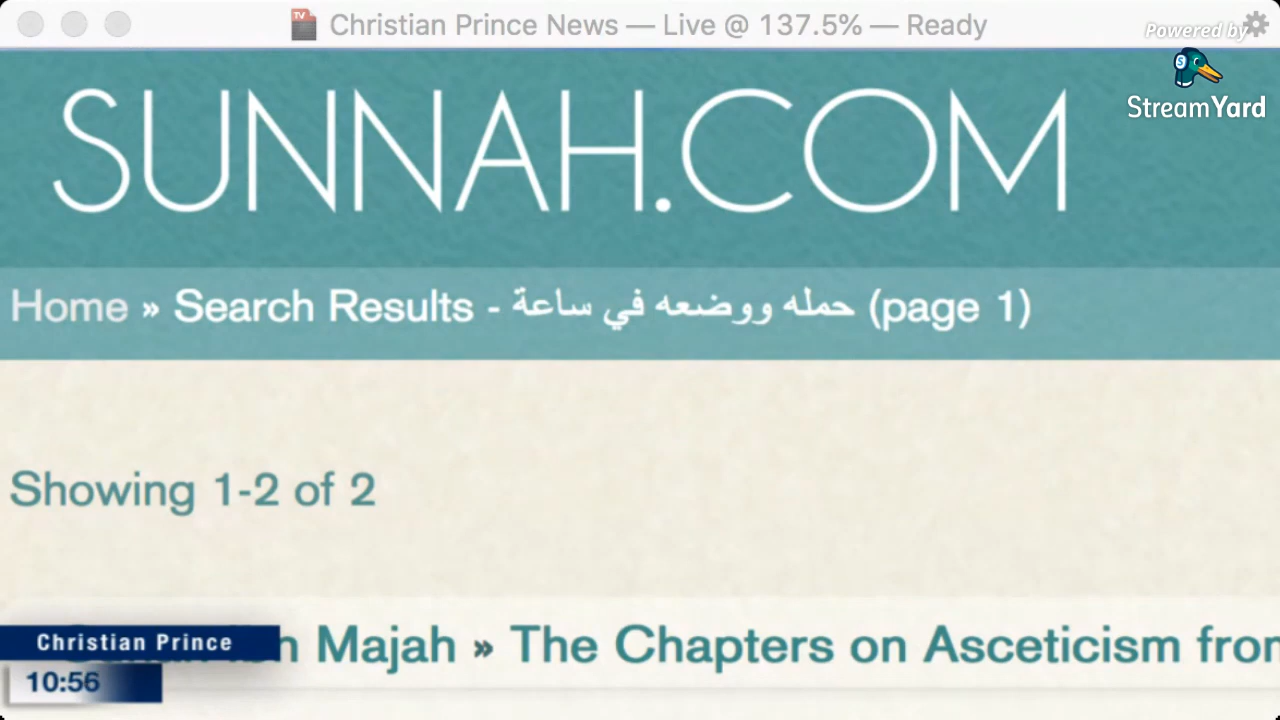 Christian Prince News — Live @ 137.5% — Ready
Powered by
StreamYard
SUNNAH.COM
Home » Search Results - حمله ووضعه في ساعة (page 1)
Showing 1-2 of 2
Majah » The Chapters on Asceticism from
Christian Prince
10:56